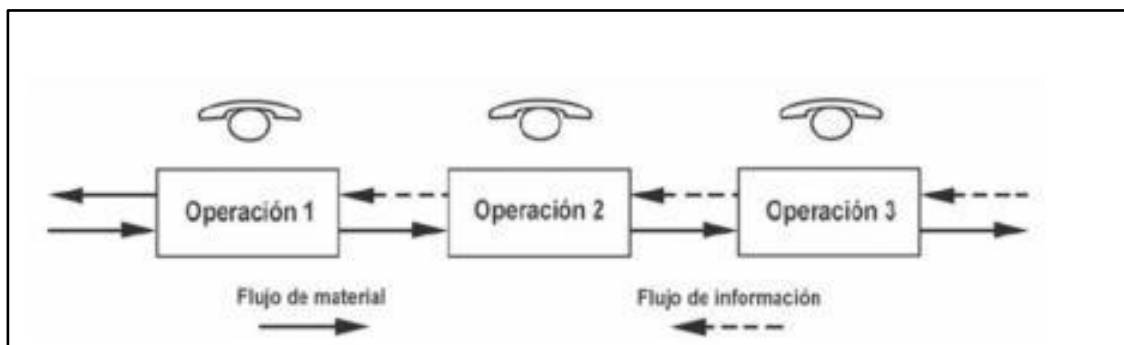 Operación 1
Operación 2
Operación 3
Flujo de material
Flujo de información